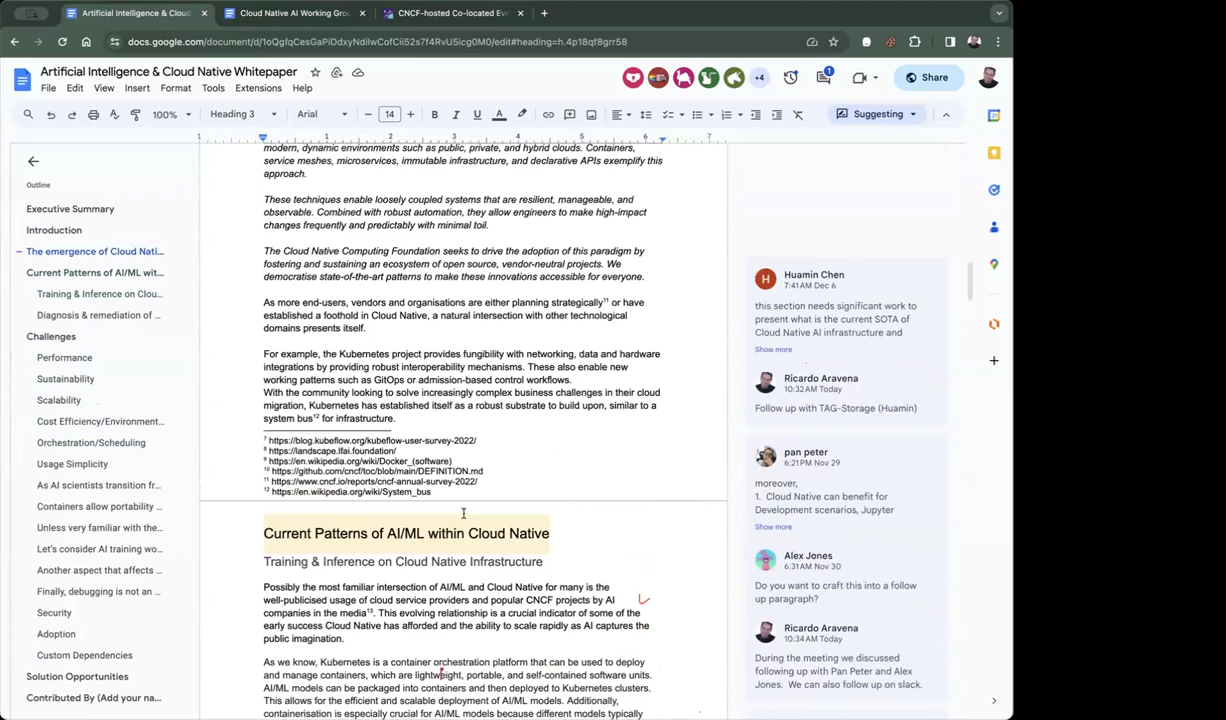 Artificial Intelligence & Cloud
Cloud Native AI Working Grou
CNCF-hosted Co-located Eve
docs.google.com/document/d/1oQgfqCesGaPiDdxyNdilwCofCii52s7f4RvU5icg0M0/edit#heading=h.4p18qf8grr58
Artificial Intelligence & Cloud Native Whitepaper
+4
1
Share
File Edit View Insert Format Tools Extensions Help
100% Heading 3 Arial 14 B I U A Suggesting
1 1 2 3 4 5 6 7
Outline
Executive Summary
Introduction
The emergence of Cloud Nati...
Current Patterns of AI/ML wit...
Training & Inference on Clou...
Diagnosis & remediation of ...
Challenges
Performance
Sustainability
Scalability
Cost Efficiency/Environment...
Orchestration/Scheduling
Usage Simplicity
As AI scientists transition fr...
Containers allow portability ...
Unless very familiar with the...
Let's consider AI training wo...
Another aspect that affects ...
Finally, debugging is not an ...
Security
Adoption
Custom Dependencies
Solution Opportunities
Contributed By (Add your na...
modern, dynamic environments such as public, private, and hybrid clouds. Containers,
service meshes, microservices, immutable infrastructure, and declarative APIs exemplify this
approach.
These techniques enable loosely coupled systems that are resilient, manageable, and
observable. Combined with robust automation, they allow engineers to make high-impact
changes frequently and predictably with minimal toil.
The Cloud Native Computing Foundation seeks to drive the adoption of this paradigm by
fostering and sustaining an ecosystem of open source, vendor-neutral projects. We
democratise state-of-the-art patterns to make these innovations accessible for everyone.
As more end-users, vendors and organisations are either planning strategically¹¹ or have
established a foothold in Cloud Native, a natural intersection with other technological
domains presents itself.
For example, the Kubernetes project provides fungibility with networking, data and hardware
integrations by providing robust interoperability mechanisms. These also enable new
working patterns such as GitOps or admission-based control workflows.
With the community looking to solve increasingly complex business challenges in their cloud
migration, Kubernetes has established itself as a robust substrate to build upon, similar to a
system bus¹² for infrastructure.
⁷ https://blog.kubeflow.org/kubeflow-user-survey-2022/
⁸ https://landscape.lfai.foundation/
⁹ https://en.wikipedia.org/wiki/Docker_(software)
¹⁰ https://github.com/cncf/toc/blob/main/DEFINITION.md
¹¹ https://www.cncf.io/reports/cncf-annual-survey-2022/
¹² https://en.wikipedia.org/wiki/System_bus
Current Patterns of AI/ML within Cloud Native
Training & Inference on Cloud Native Infrastructure
Possibly the most familiar intersection of AI/ML and Cloud Native for many is the
well-publicised usage of cloud service providers and popular CNCF projects by AI
companies in the media¹³. This evolving relationship is a crucial indicator of some of the
early success Cloud Native has afforded and the ability to scale rapidly as AI captures the
public imagination.
As we know, Kubernetes is a container orchestration platform that can be used to deploy
and manage containers, which are lightweight, portable, and self-contained software units.
AI/ML models can be packaged into containers and then deployed to Kubernetes clusters.
This allows for the efficient and scalable deployment of AI/ML models. Additionally,
containerisation is especially crucial for AI/ML models because different models typically
H
Huamin Chen
7:41AM Dec 6
this section needs significant work to
present what is the current SOTA of
Cloud Native AI infrastructure and
Show more
Ricardo Aravena
10:32 AM Today
Follow up with TAG-Storage (Huamin)
pan peter
6:21PM Nov 29
moreover,
1. Cloud Native can benefit for
Development scenarios, Jupyter
Show more
Alex Jones
6:31AM Nov 30
Do you want to craft this into a follow
up paragraph?
Ricardo Aravena
10:34 AM Today
During the meeting we discussed
following up with Pan Peter and Alex
Jones. We can also follow up on slack.